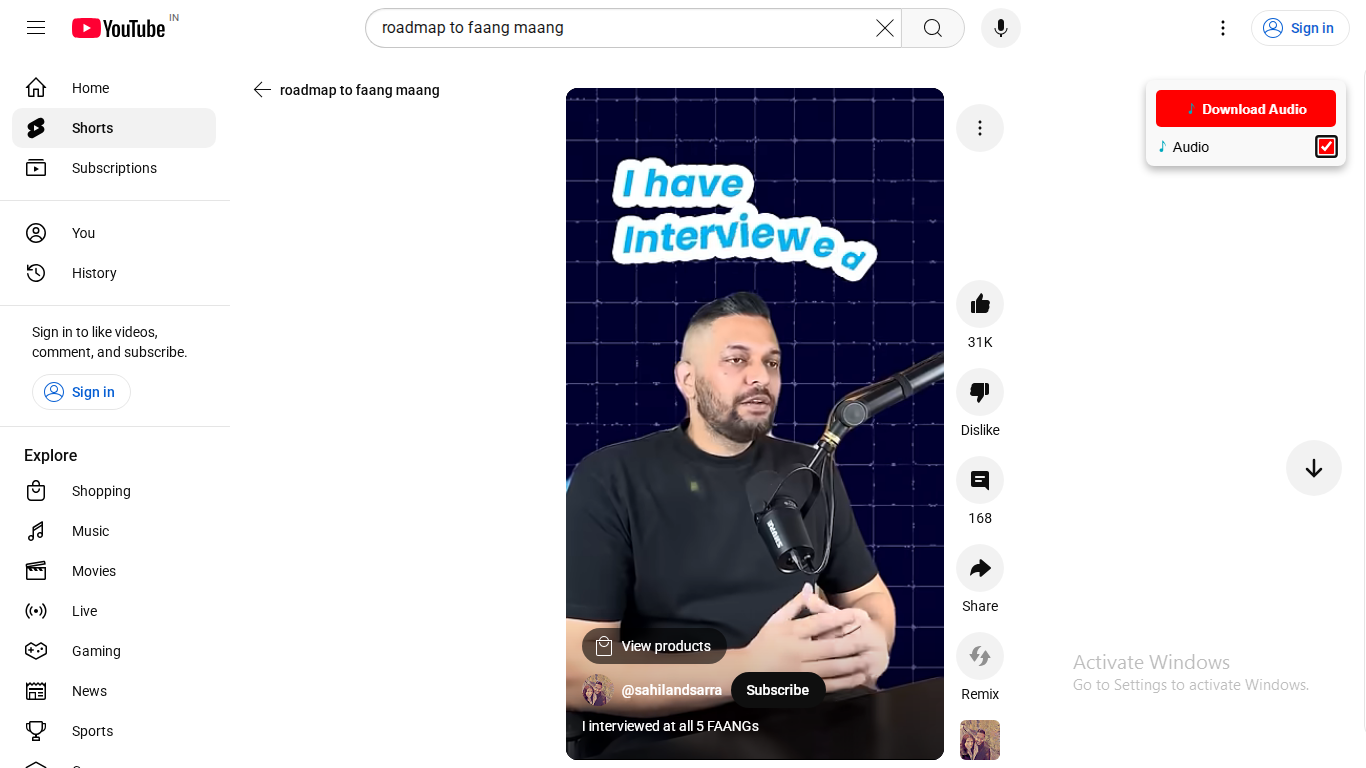 YouTube IN
roadmap to faang maang
Sign in
Home
Shorts
Subscriptions
You
History
Sign in to like videos,
comment, and subscribe.
Sign in
Explore
Shopping
Music
Movies
Live
Gaming
News
Sports
roadmap to faang maang
I have
Interviewed
SHURE
View products
@sahilandsarra
Subscribe
I interviewed at all 5 FAANGs
31K
Dislike
168
Share
Remix
Download Audio
Audio
Activate Windows
Go to Settings to activate Windows.